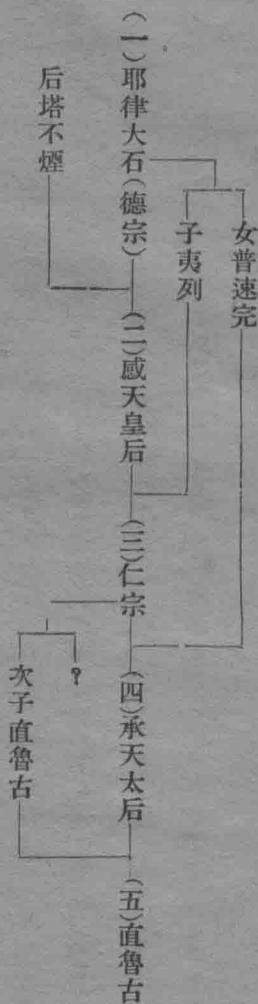 女普速完
子夷列
(一)耶律大石(德宗)
(二)感天皇后
(三)仁宗
(四)承天太后
(五)直魯古
后塔不煙
?
次子直魯古